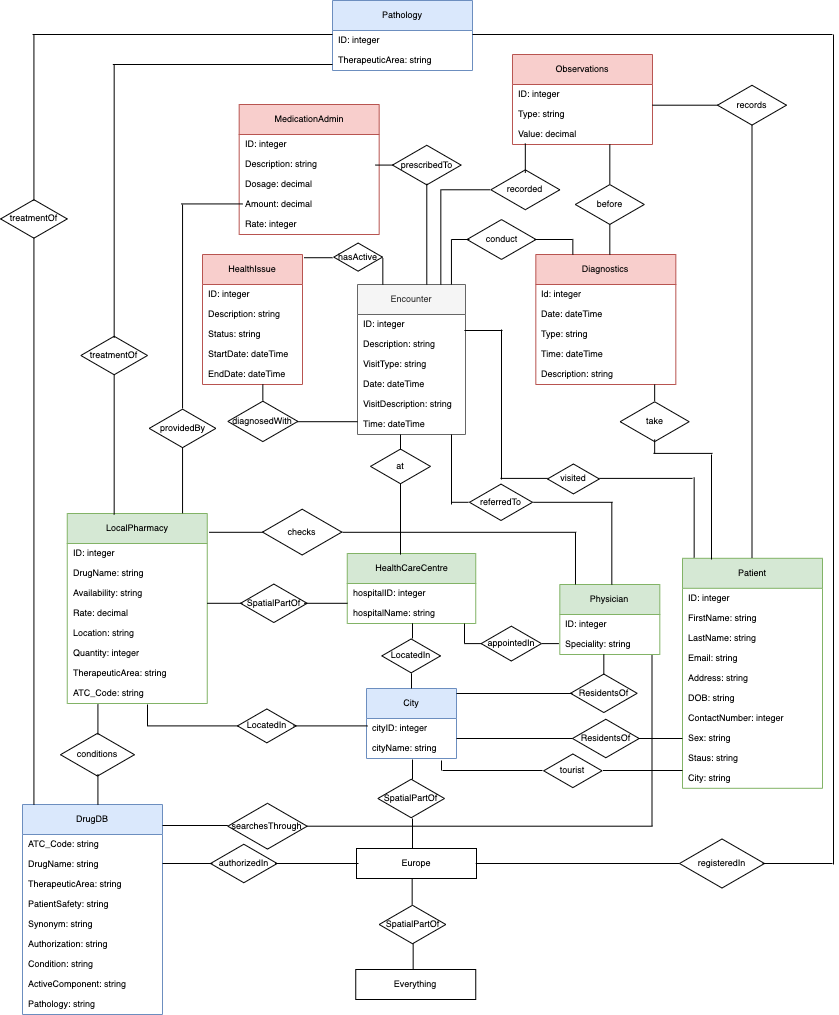 Pathology
ID: integer
TherapeuticArea: string
Observations
ID: integer
Type: string
Value: decimal
records
MedicationAdmin
ID: integer
Description: string
Dosage: decimal
Amount: decimal
Rate: integer
prescribedTo
recorded
before
treatmentOf
conduct
hasActive
HealthIssue
ID: integer
Description: string
Status: string
StartDate: dateTime
EndDate: dateTime
Diagnostics
Id: integer
Date: dateTime
Type: string
Time: dateTime
Description: string
Encounter
ID: integer
Description: string
VisitType: string
Date: dateTime
VisitDescription: string
Time: dateTime
treatmentOf
providedBy
diagnosedWith
take
at
visited
referredTo
LocalPharmacy
ID: integer
DrugName: string
Availability: string
Rate: decimal
Location: string
Quantity: integer
TherapeuticArea: string
ATC_Code: string
checks
HealthCareCentre
hospitalID: integer
hospitalName: string
SpatialPartOf
Physician
ID: integer
Speciality: string
Patient
ID: integer
FirstName: string
LastName: string
Email: string
Address: string
DOB: string
ContactNumber: integer
Sex: string
Staus: string
City: string
appointedIn
LocatedIn
ResidentsOf
City
cityID: integer
cityName: string
LocatedIn
ResidentsOf
conditions
tourist
SpatialPartOf
DrugDB
ATC_Code: string
DrugName: string
TherapeuticArea: string
PatientSafety: string
Synonym: string
Authorization: string
Condition: string
ActiveComponent: string
Pathology: string
searchesThrough
authorizedIn
Europe
registeredIn
SpatialPartOf
Everything